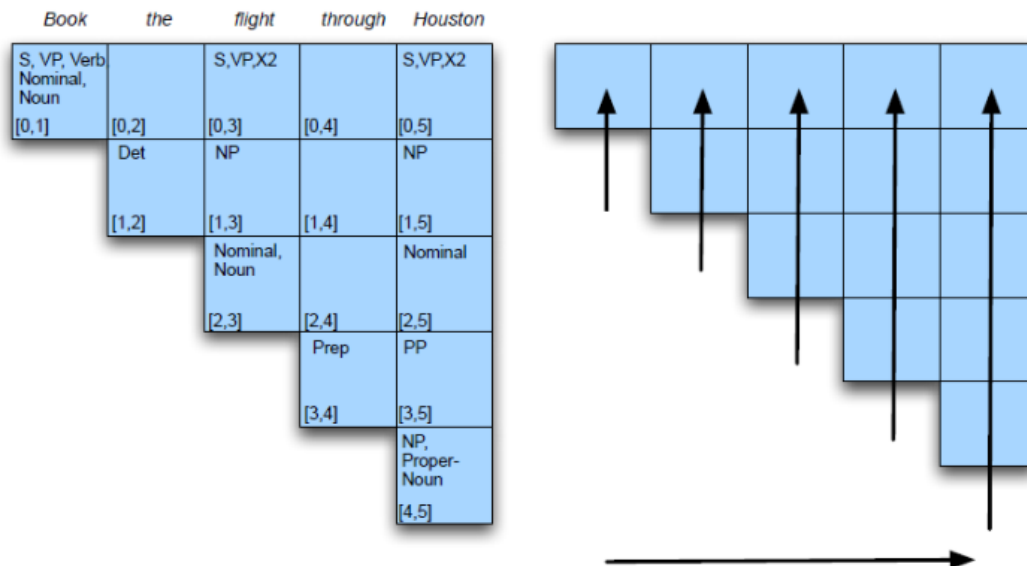 Book the flight through Houston
S, VP, Verb, S,VP,X2 S,VP,X2
Nominal,
Noun
[0,1] [0,2] [0,3] [0,4] [0,5]
Det NP NP
[1,2] [1,3] [1,4] [1,5]
Nominal, Nominal
Noun
[2,3] [2,4] [2,5]
Prep PP
[3,4] [3,5]
NP,
Proper-
Noun
[4,5]